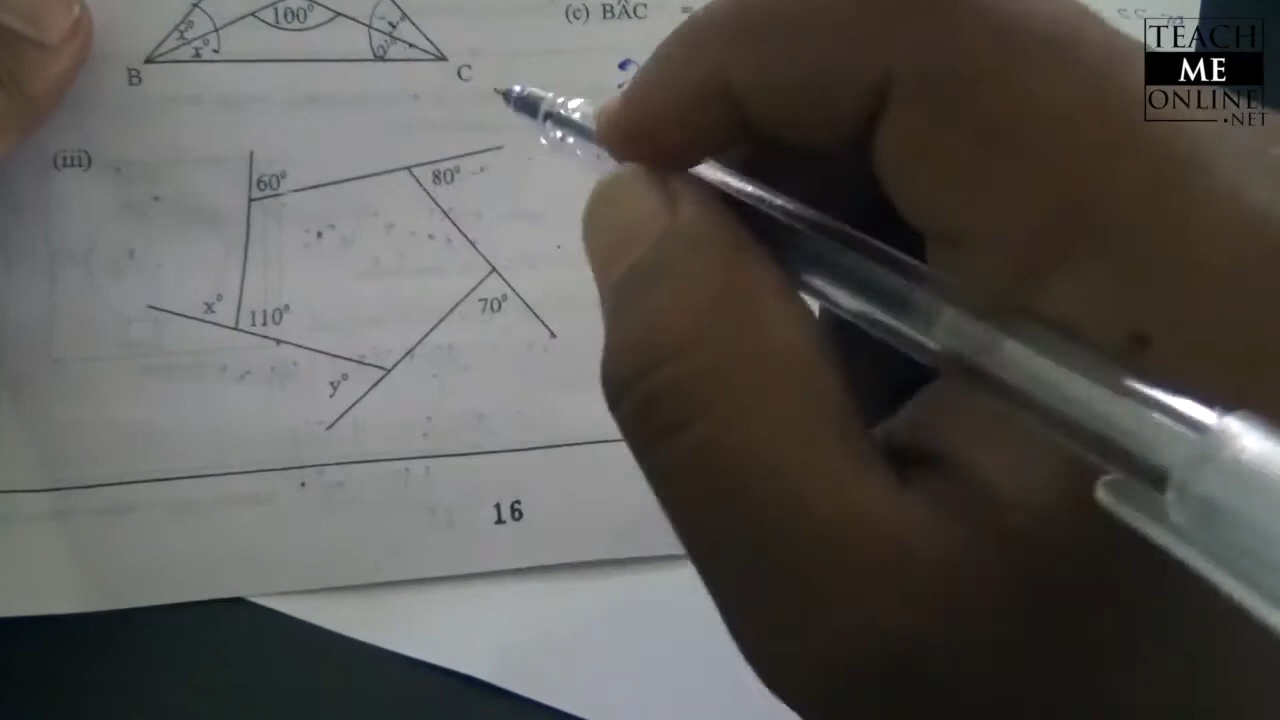 100°
x°
x°
B
C
(c) BÂC =
(iii)
60°
80°
x°
110°
70°
y°
16
TEACH
ME
ONLINE
.NET